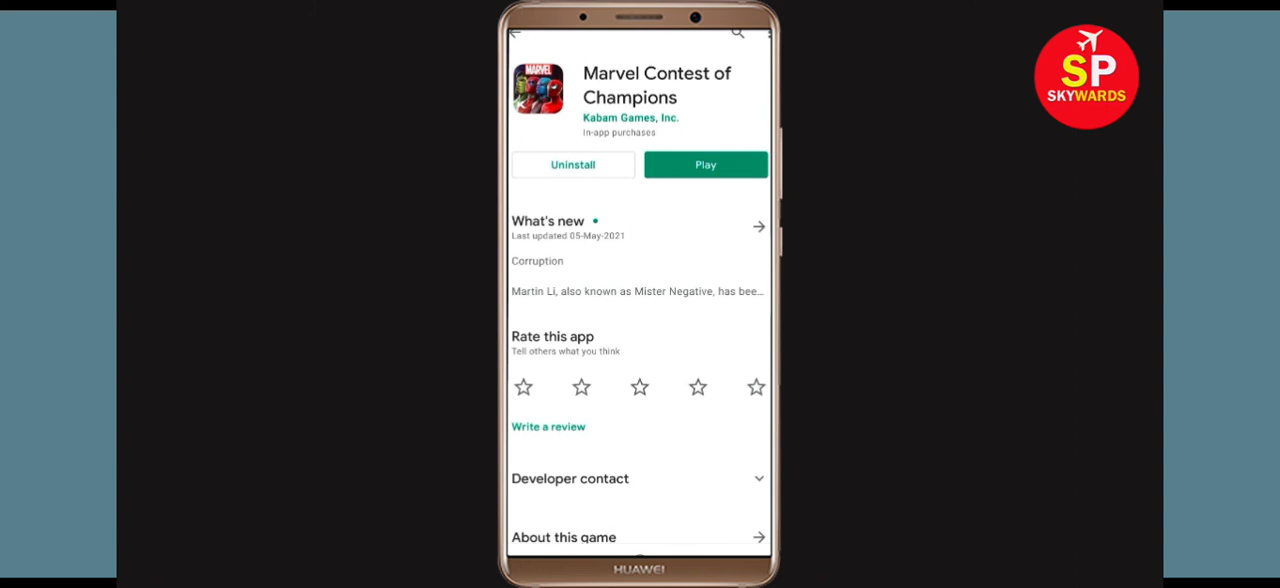 MARVEL
Marvel Contest of
Champions
Kabam Games, Inc.
In-app purchases
Uninstall
Play
What's new
Last updated 05-May-2021
Corruption
Martin Li, also known as Mister Negative, has bee...
Rate this app
Tell others what you think
Write a review
Developer contact
About this game
HUAWEI
SP
SKYWARDS